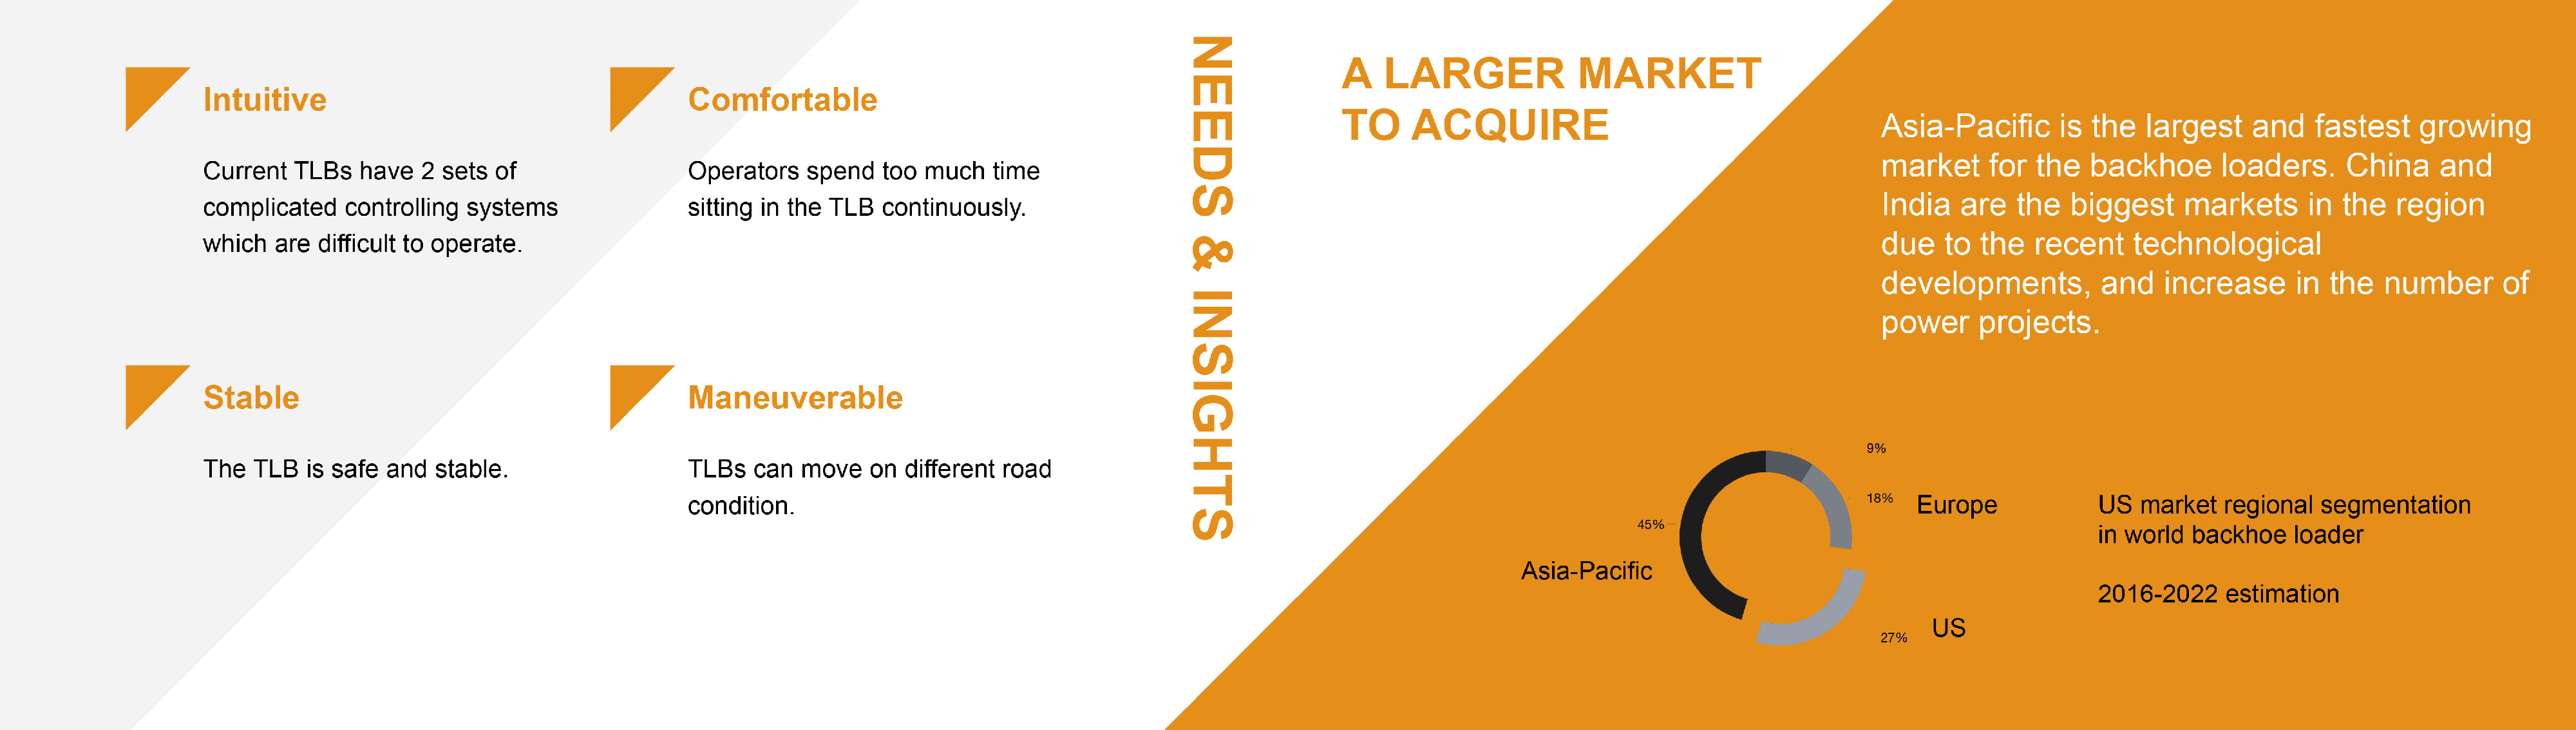 Intuitive
Current TLBs have 2 sets of
complicated controlling systems
which are difficult to operate.
Comfortable
Operators spend too much time
sitting in the TLB continuously.
Stable
The TLB is safe and stable.
Maneuverable
TLBs can move on different road
condition.
NEEDS & INSIGHTS
A LARGER MARKET
TO ACQUIRE
Asia-Pacific is the largest and fastest growing
market for the backhoe loaders. China and
India are the biggest markets in the region
due to the recent technological
developments, and increase in the number of
power projects.
9%
18%
Europe
45%
Asia-Pacific
27%
US
US market regional segmentation
in world backhoe loader
2016-2022 estimation